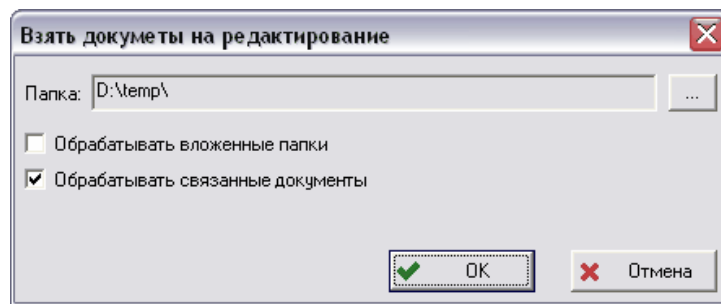 Взять докуметы на редактирование
Папка: D:\temp\ ...
Обрабатывать вложенные папки
Обрабатывать связанные документы
OK Отмена